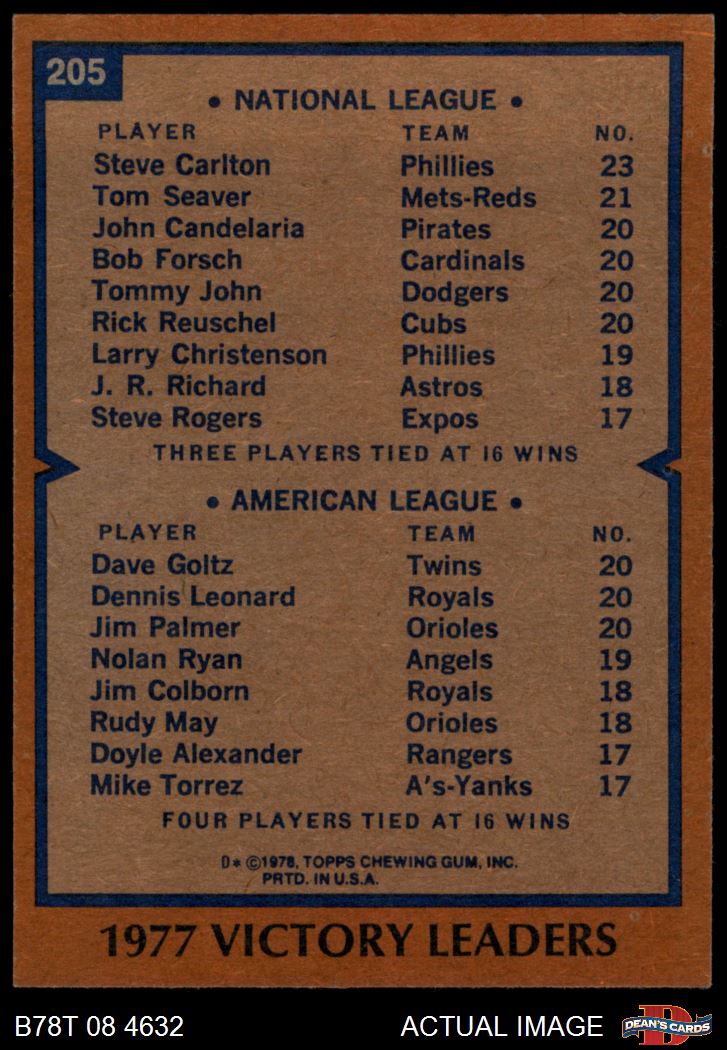 205
• NATIONAL LEAGUE •
PLAYER TEAM NO.
Steve Carlton Phillies 23
Tom Seaver Mets-Reds 21
John Candelaria Pirates 20
Bob Forsch Cardinals 20
Tommy John Dodgers 20
Rick Reuschel Cubs 20
Larry Christenson Phillies 19
J. R. Richard Astros 18
Steve Rogers Expos 17
THREE PLAYERS TIED AT 16 WINS
• AMERICAN LEAGUE •
PLAYER TEAM NO.
Dave Goltz Twins 20
Dennis Leonard Royals 20
Jim Palmer Orioles 20
Nolan Ryan Angels 19
Jim Colborn Royals 18
Rudy May Orioles 18
Doyle Alexander Rangers 17
Mike Torrez A's-Yanks 17
FOUR PLAYERS TIED AT 16 WINS
D* ©1978, TOPPS CHEWING GUM, INC.
PRTD. IN U.S.A.
1977 VICTORY LEADERS
B78T 08 4632 ACTUAL IMAGE D DEAN'S CARDS